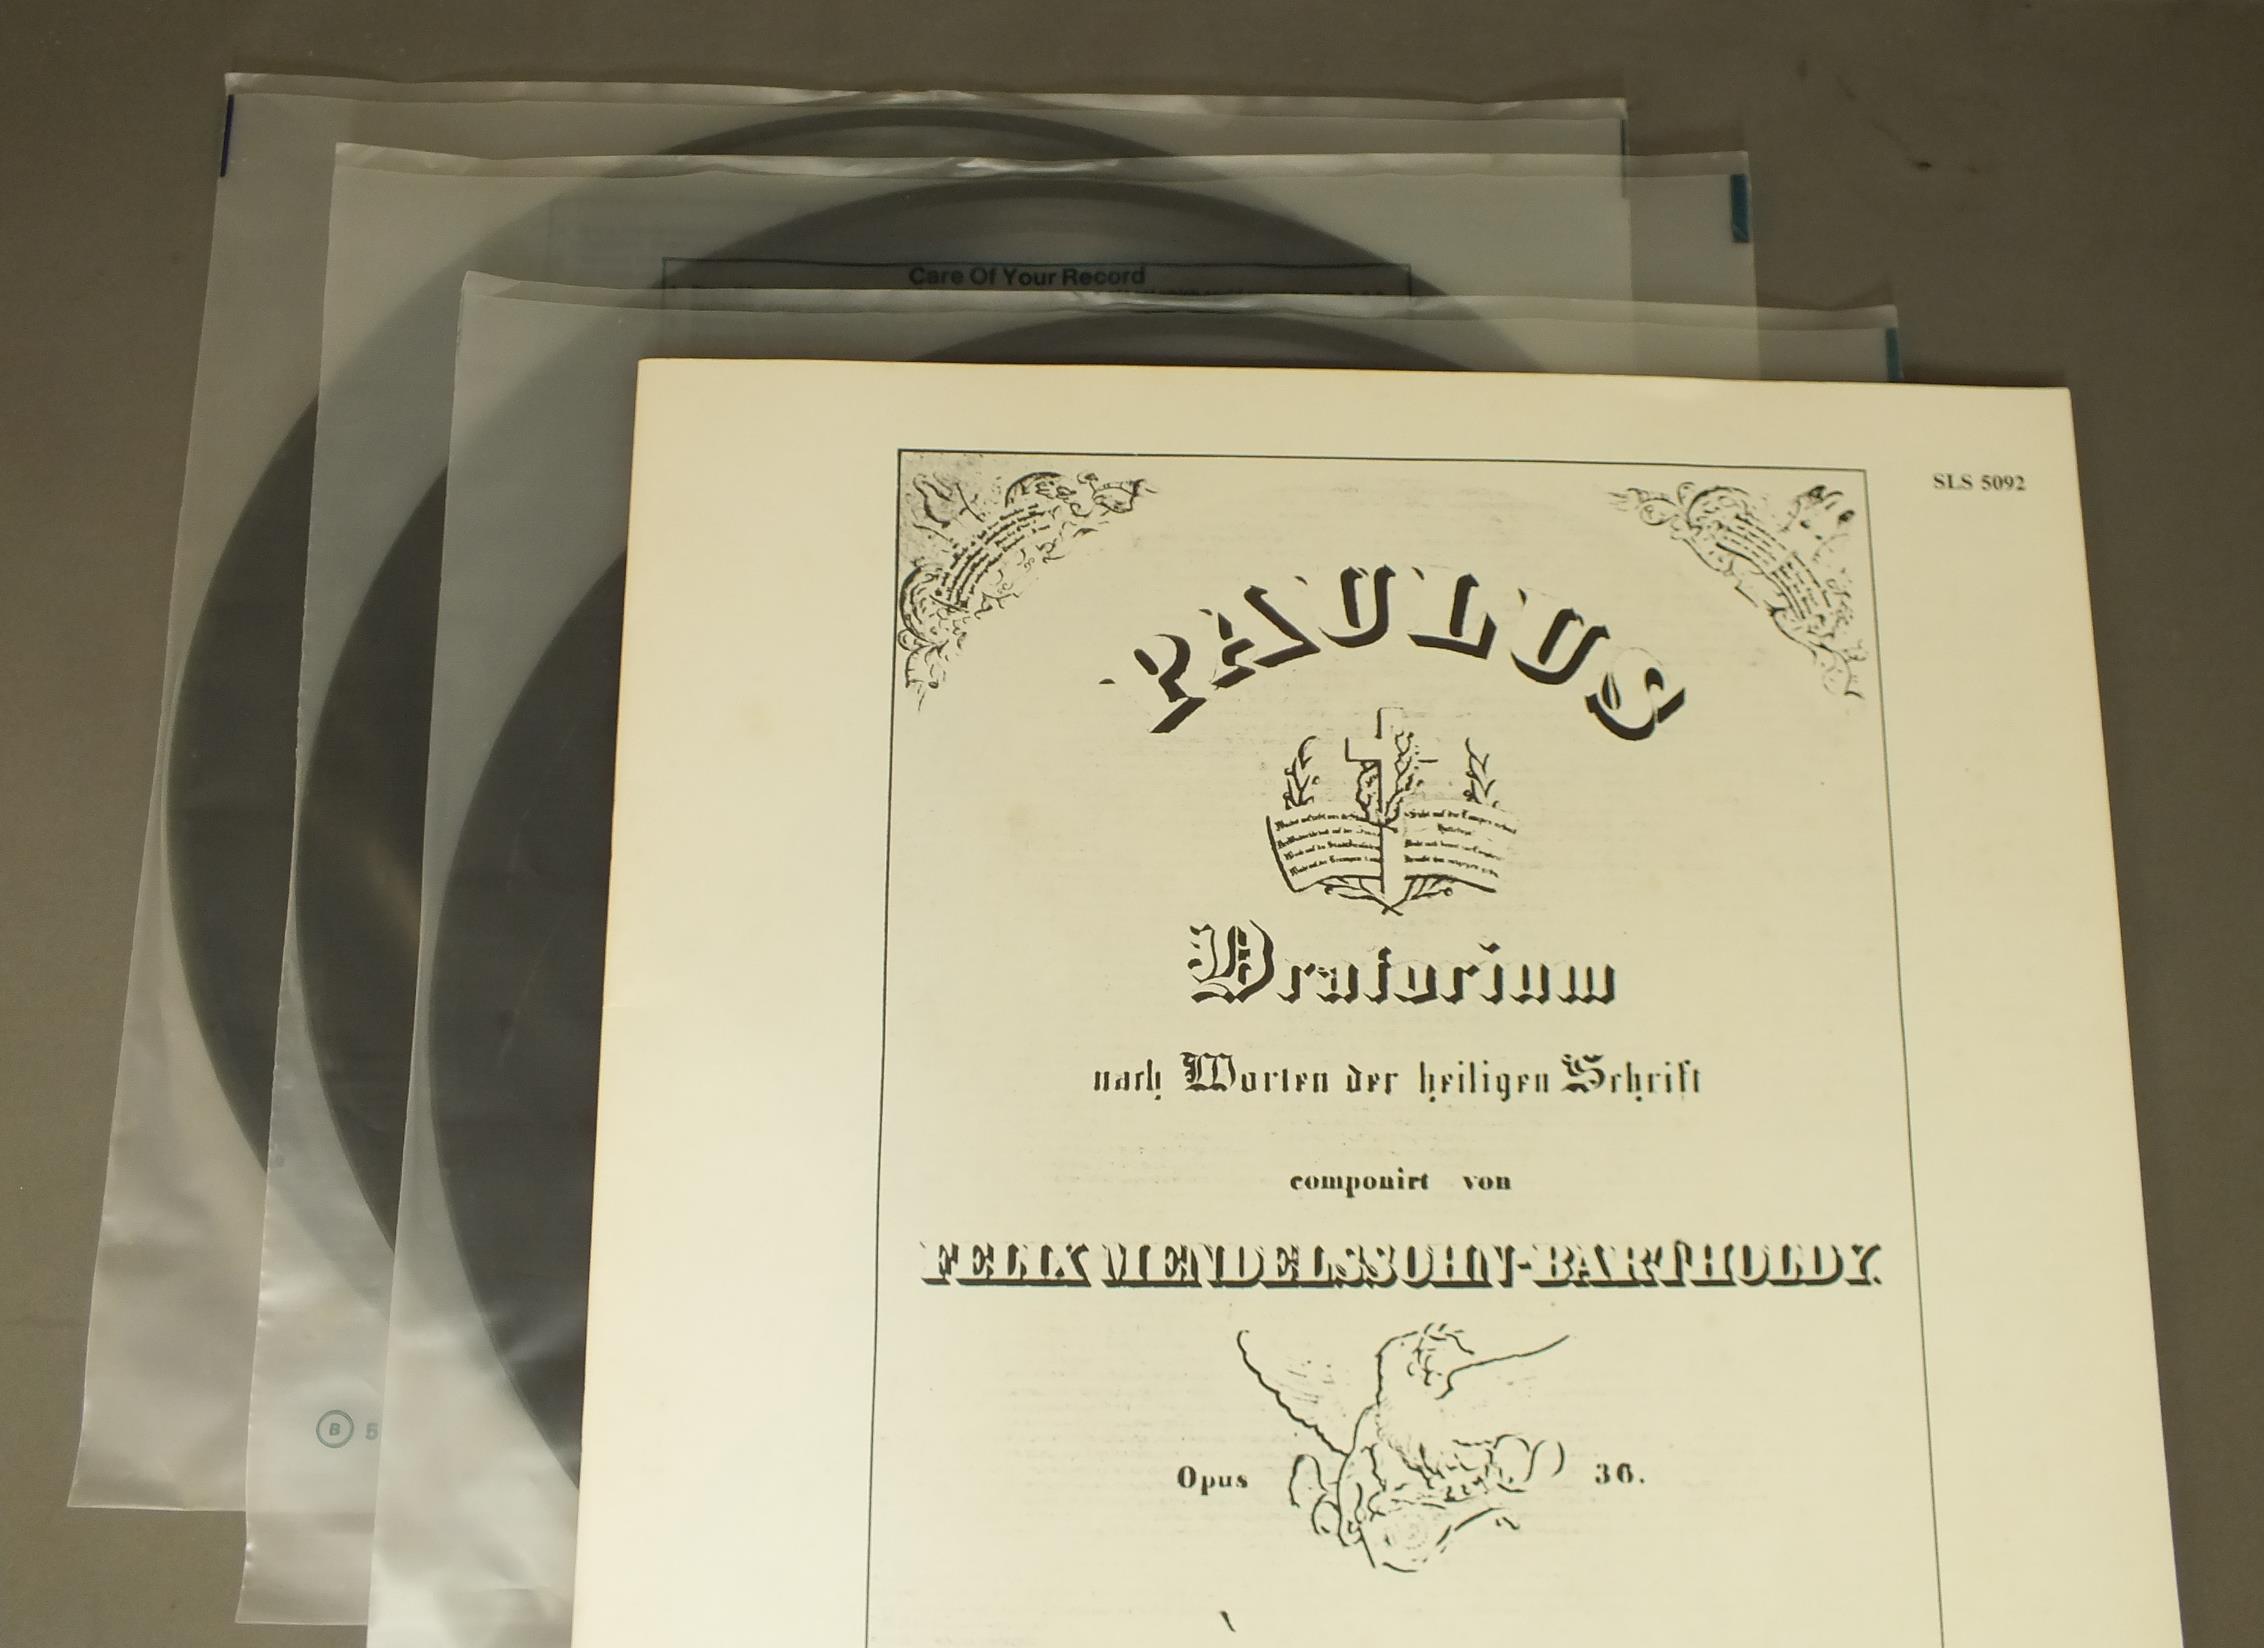 Care Of Your Record
SLS 5092
PAULUS
Oratorium
nach Worten der heiligen Schrift
componirt von
FELIX MENDELSSOHN-BARTHOLDY.
Opus 36.
B 5